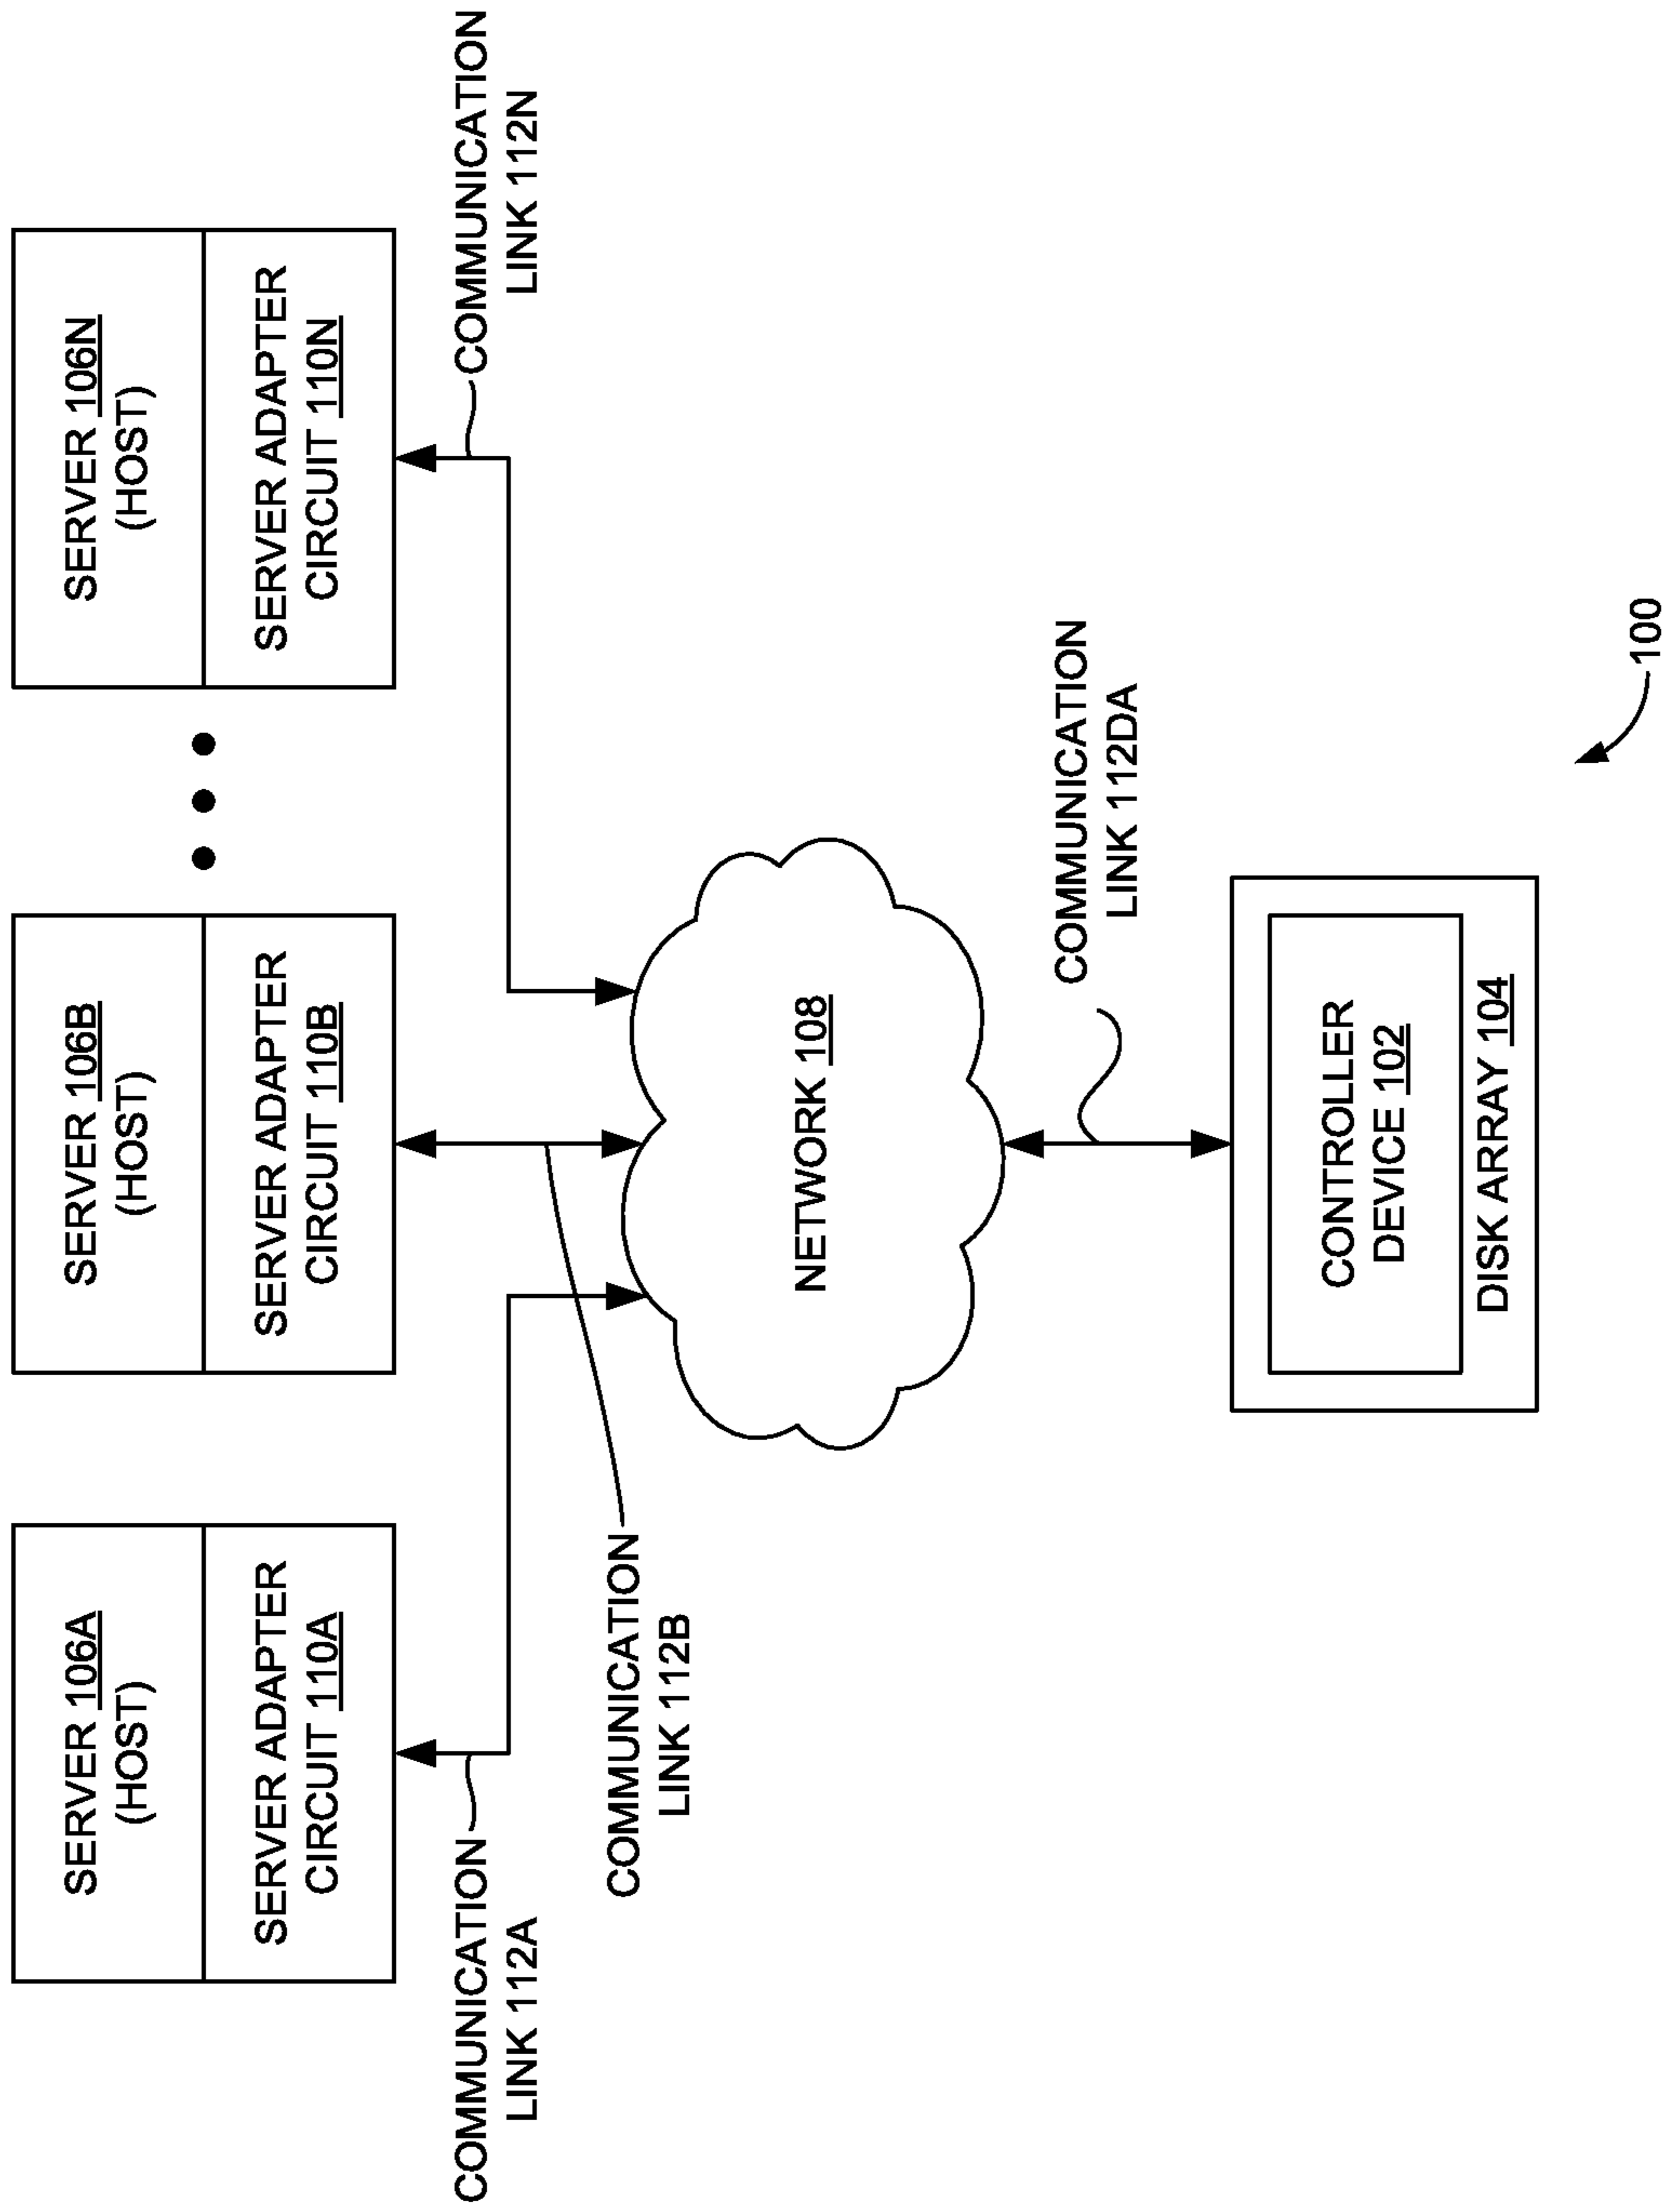 SERVER 106A
(HOST)
SERVER ADAPTER
CIRCUIT 110A
SERVER 106B
(HOST)
SERVER ADAPTER
CIRCUIT 110B
SERVER 106N
(HOST)
SERVER ADAPTER
CIRCUIT 110N
COMMUNICATION
LINK 112A
COMMUNICATION
LINK 112B
COMMUNICATION
LINK 112N
NETWORK 108
COMMUNICATION
LINK 112DA
CONTROLLER
DEVICE 102
DISK ARRAY 104
100